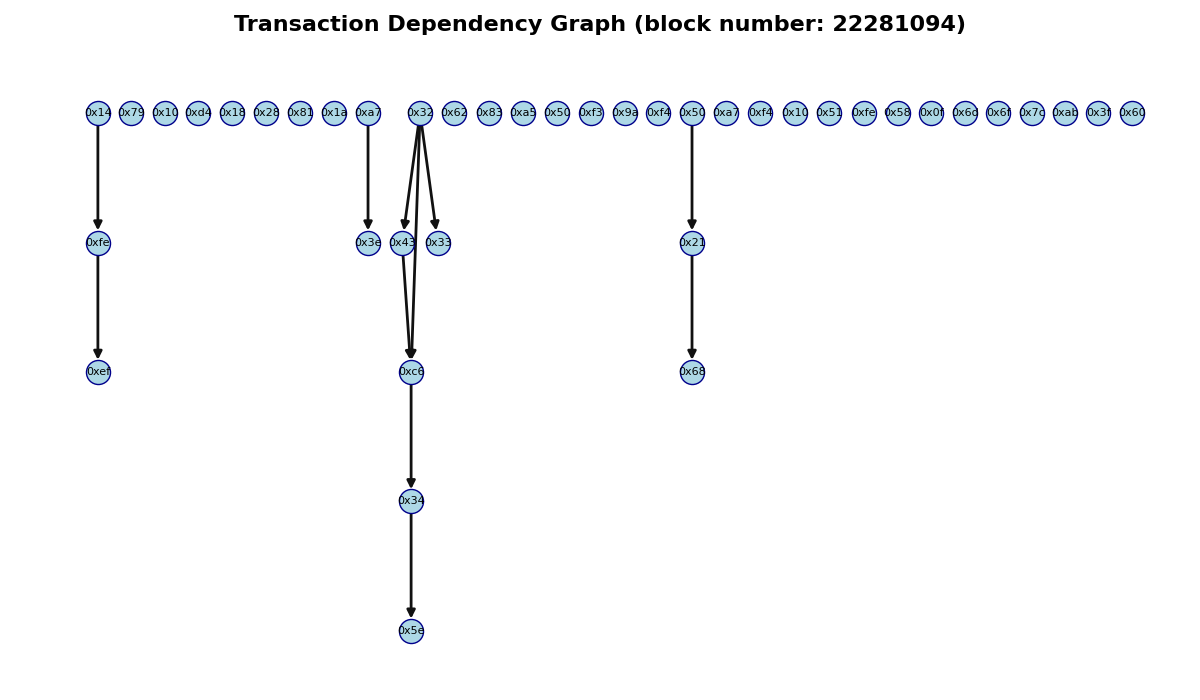 Transaction Dependency Graph (block number: 22281094)
0x14 0x79 0x10 0xd4 0x18 0x28 0x81 0x1a 0xa7 0x32 0x62 0x83 0xa5 0x50 0xf3 0x9a 0xf4 0x50 0xa7 0xf4 0x10 0x51 0xfe 0x58 0x0f 0x6c 0x6f 0x7c 0xab 0x3f 0x60
0xfe 0x3e 0x43 0x33 0x21
0xef 0xc6 0x68
0x34
0x5e